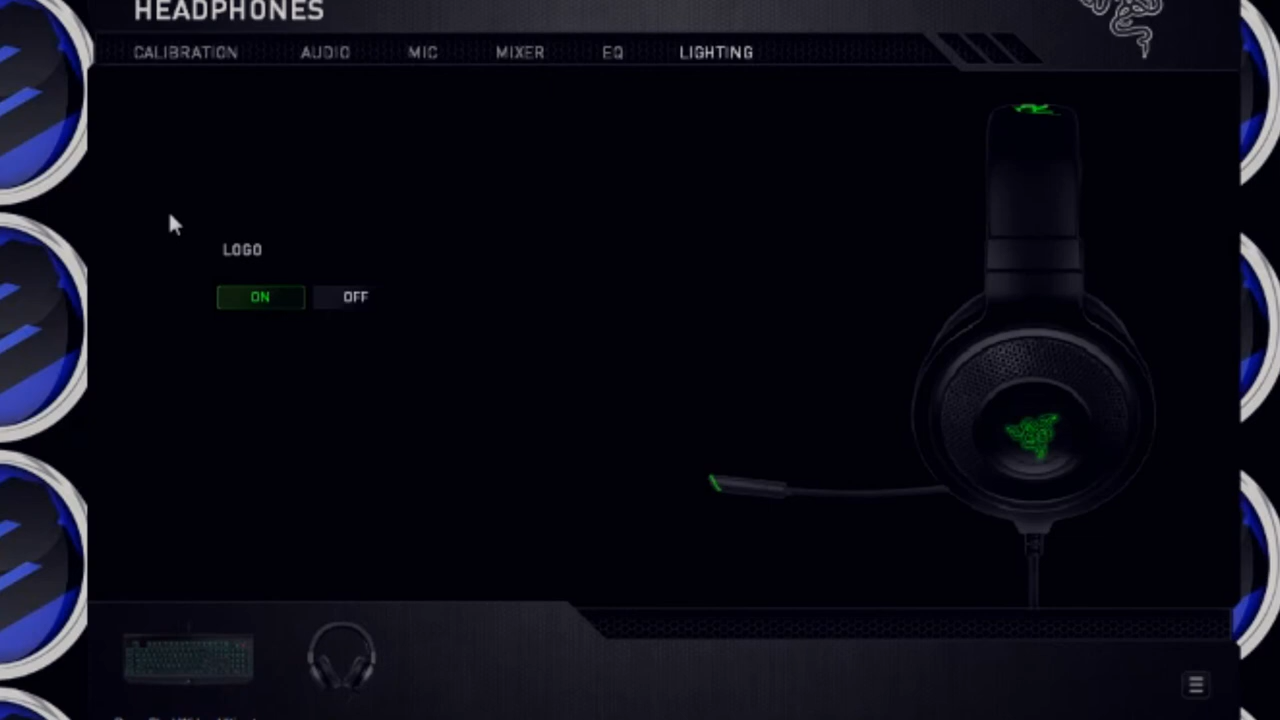 HEADPHONES
CALIBRATION AUDIO MIC MIXER EQ LIGHTING
LOGO
ON OFF